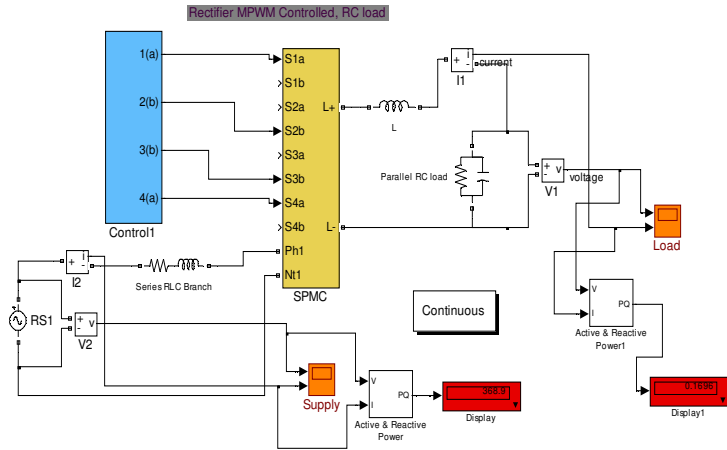 Rectifier MPWM Controlled, RC load
1(a)
2(b)
3(b)
4(a)
Control1
S1a
S1b
S2a
S2b
S3a
S3b
S4a
S4b
Ph1
Nt1
L+
L-
SPMC
L
+
-
i
I1
current
Parallel RC load
+
-
v
V1
voltage
Load
+
-
i
I2
Series RLC Branch
RS1
+
-
v
V2
Continuous
Supply
V
I
PQ
Active & Reactive
Power
368.9
Display
V
I
PQ
Active & Reactive
Power1
0.1696
Display1